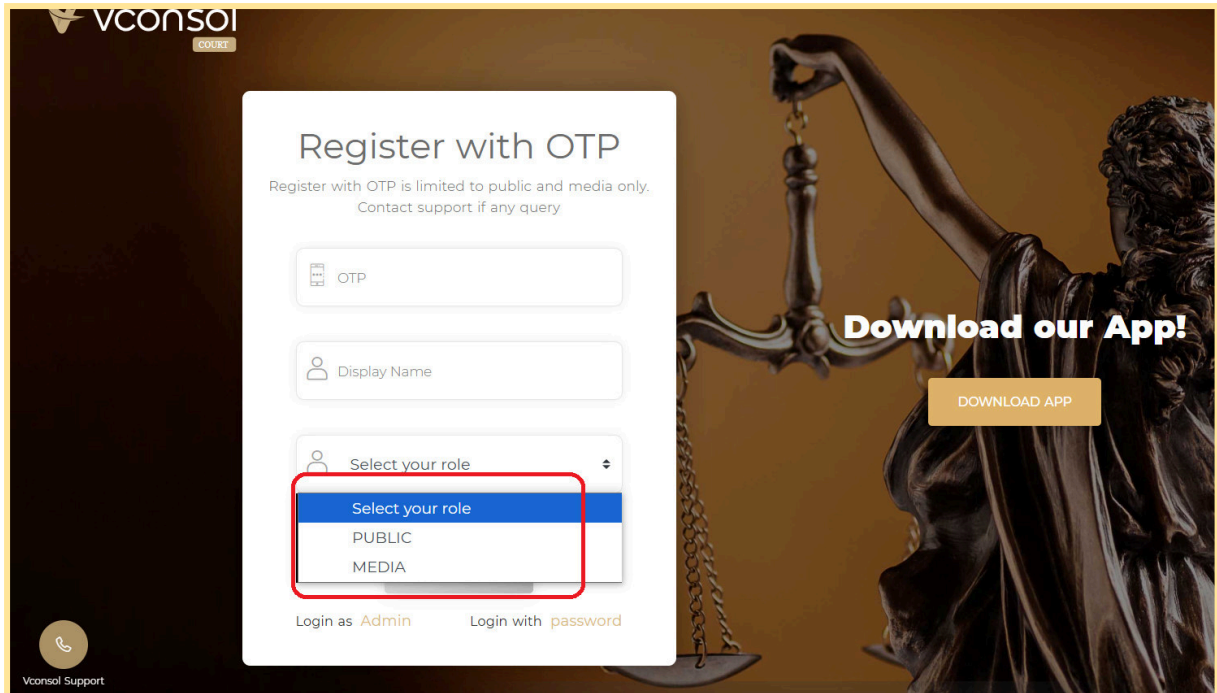 vconsol
COURT
Register with OTP
Register with OTP is limited to public and media only.
Contact support if any query
OTP
Display Name
Select your role
Select your role
PUBLIC
MEDIA
Login as Admin
Login with password
Download our App!
DOWNLOAD APP
Vconsol Support